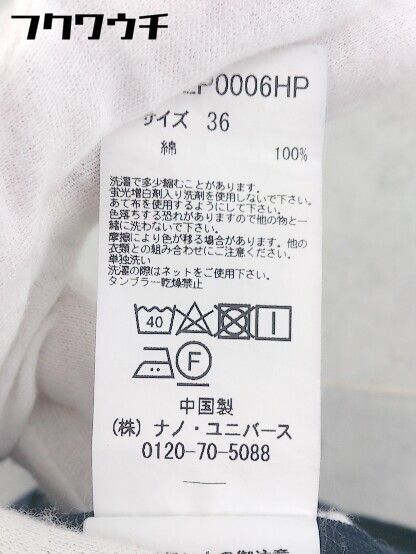 フクワウチ
P0006HP
サイズ 36
綿 100%
洗濯で多少縮むことがあります。
蛍光増白剤入り洗剤を使用しないで下さい。
あて布を使用するようにして下さい。
色落ちする恐れがありますので他の物と一
緒に洗わないで下さい。
摩擦により色が移る場合があります。他の
衣類との組み合わせにご注意ください。
単独洗い
洗濯の際はネットをご使用下さい。
タンブラー乾燥禁止
40
F
中国製
(株) ナノ・ユニバース
0120-70-5088